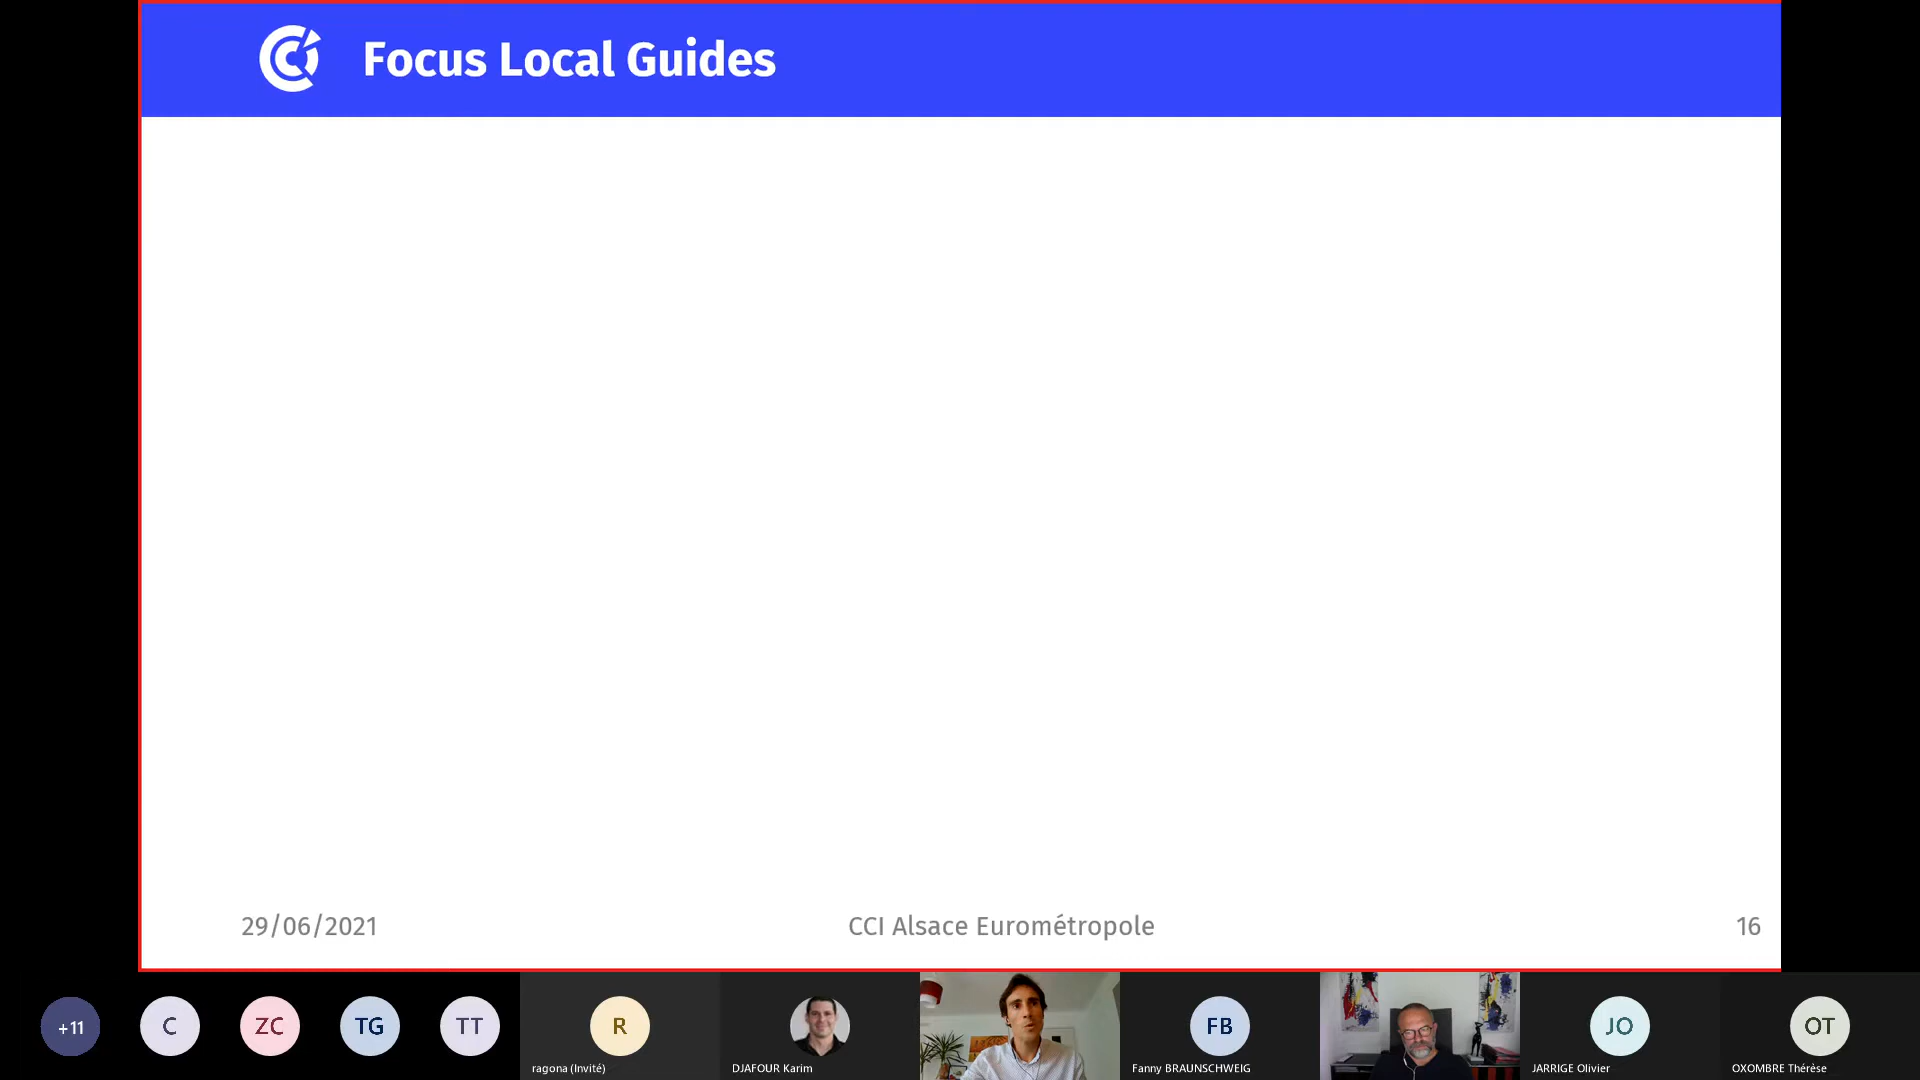 Focus Local Guides
29/06/2021
CCI Alsace Eurométropole
16
+11
C
ZC
TG
TT
R
FB
JO
OT
ragona (Invité)
DJAFOUR Karim
Fanny BRAUNSCHWEIG
JARRIGE Olivier
OXOMBRE Thérèse